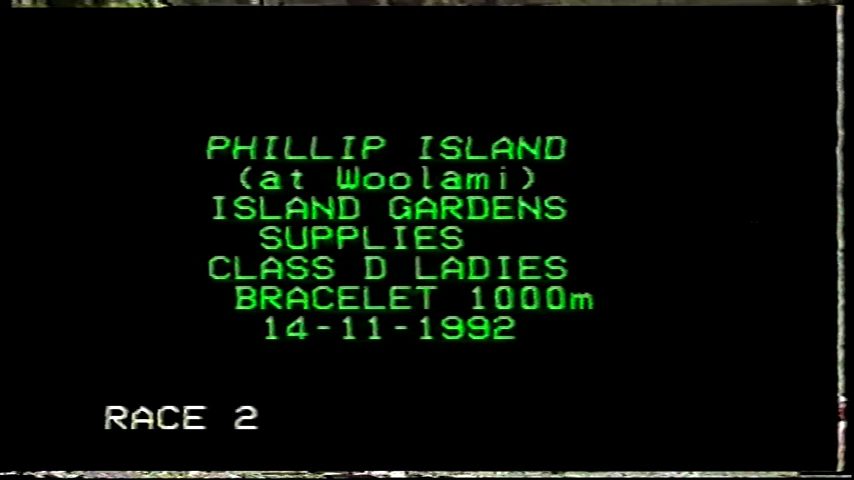 PHILLIP ISLAND
(at Woolami)
ISLAND GARDENS
SUPPLIES
CLASS D LADIES
BRACELET 1000m
14-11-1992
RACE 2